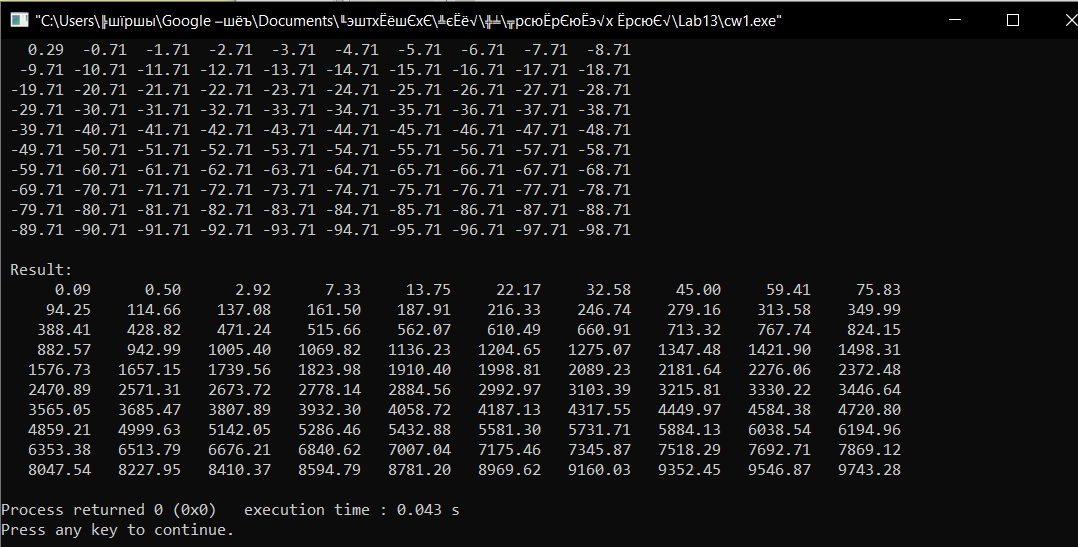 "C:\Users\╠шїршы\Google —шёъ\Documents\╙эштхЁёшЄхЄ\╩єЁё√\╬╧\╦рсюЁрЄюЁэ√х ЁрсюЄ√\Lab13\cw1.exe"
0.29 -0.71 -1.71 -2.71 -3.71 -4.71 -5.71 -6.71 -7.71 -8.71
-9.71 -10.71 -11.71 -12.71 -13.71 -14.71 -15.71 -16.71 -17.71 -18.71
-19.71 -20.71 -21.71 -22.71 -23.71 -24.71 -25.71 -26.71 -27.71 -28.71
-29.71 -30.71 -31.71 -32.71 -33.71 -34.71 -35.71 -36.71 -37.71 -38.71
-39.71 -40.71 -41.71 -42.71 -43.71 -44.71 -45.71 -46.71 -47.71 -48.71
-49.71 -50.71 -51.71 -52.71 -53.71 -54.71 -55.71 -56.71 -57.71 -58.71
-59.71 -60.71 -61.71 -62.71 -63.71 -64.71 -65.71 -66.71 -67.71 -68.71
-69.71 -70.71 -71.71 -72.71 -73.71 -74.71 -75.71 -76.71 -77.71 -78.71
-79.71 -80.71 -81.71 -82.71 -83.71 -84.71 -85.71 -86.71 -87.71 -88.71
-89.71 -90.71 -91.71 -92.71 -93.71 -94.71 -95.71 -96.71 -97.71 -98.71
Result:
0.09 0.50 2.92 7.33 13.75 22.17 32.58 45.00 59.41 75.83
94.25 114.66 137.08 161.50 187.91 216.33 246.74 279.16 313.58 349.99
388.41 428.82 471.24 515.66 562.07 610.49 660.91 713.32 767.74 824.15
882.57 942.99 1005.40 1069.82 1136.23 1204.65 1275.07 1347.48 1421.90 1498.31
1576.73 1657.15 1739.56 1823.98 1910.40 1998.81 2089.23 2181.64 2276.06 2372.48
2470.89 2571.31 2673.72 2778.14 2884.56 2992.97 3103.39 3215.81 3330.22 3446.64
3565.05 3685.47 3807.89 3932.30 4058.72 4187.13 4317.55 4449.97 4584.38 4720.80
4859.21 4999.63 5142.05 5286.46 5432.88 5581.30 5731.71 5884.13 6038.54 6194.96
6353.38 6513.79 6676.21 6840.62 7007.04 7175.46 7345.87 7518.29 7692.71 7869.12
8047.54 8227.95 8410.37 8594.79 8781.20 8969.62 9160.03 9352.45 9546.87 9743.28
Process returned 0 (0x0)   execution time : 0.043 s
Press any key to continue.